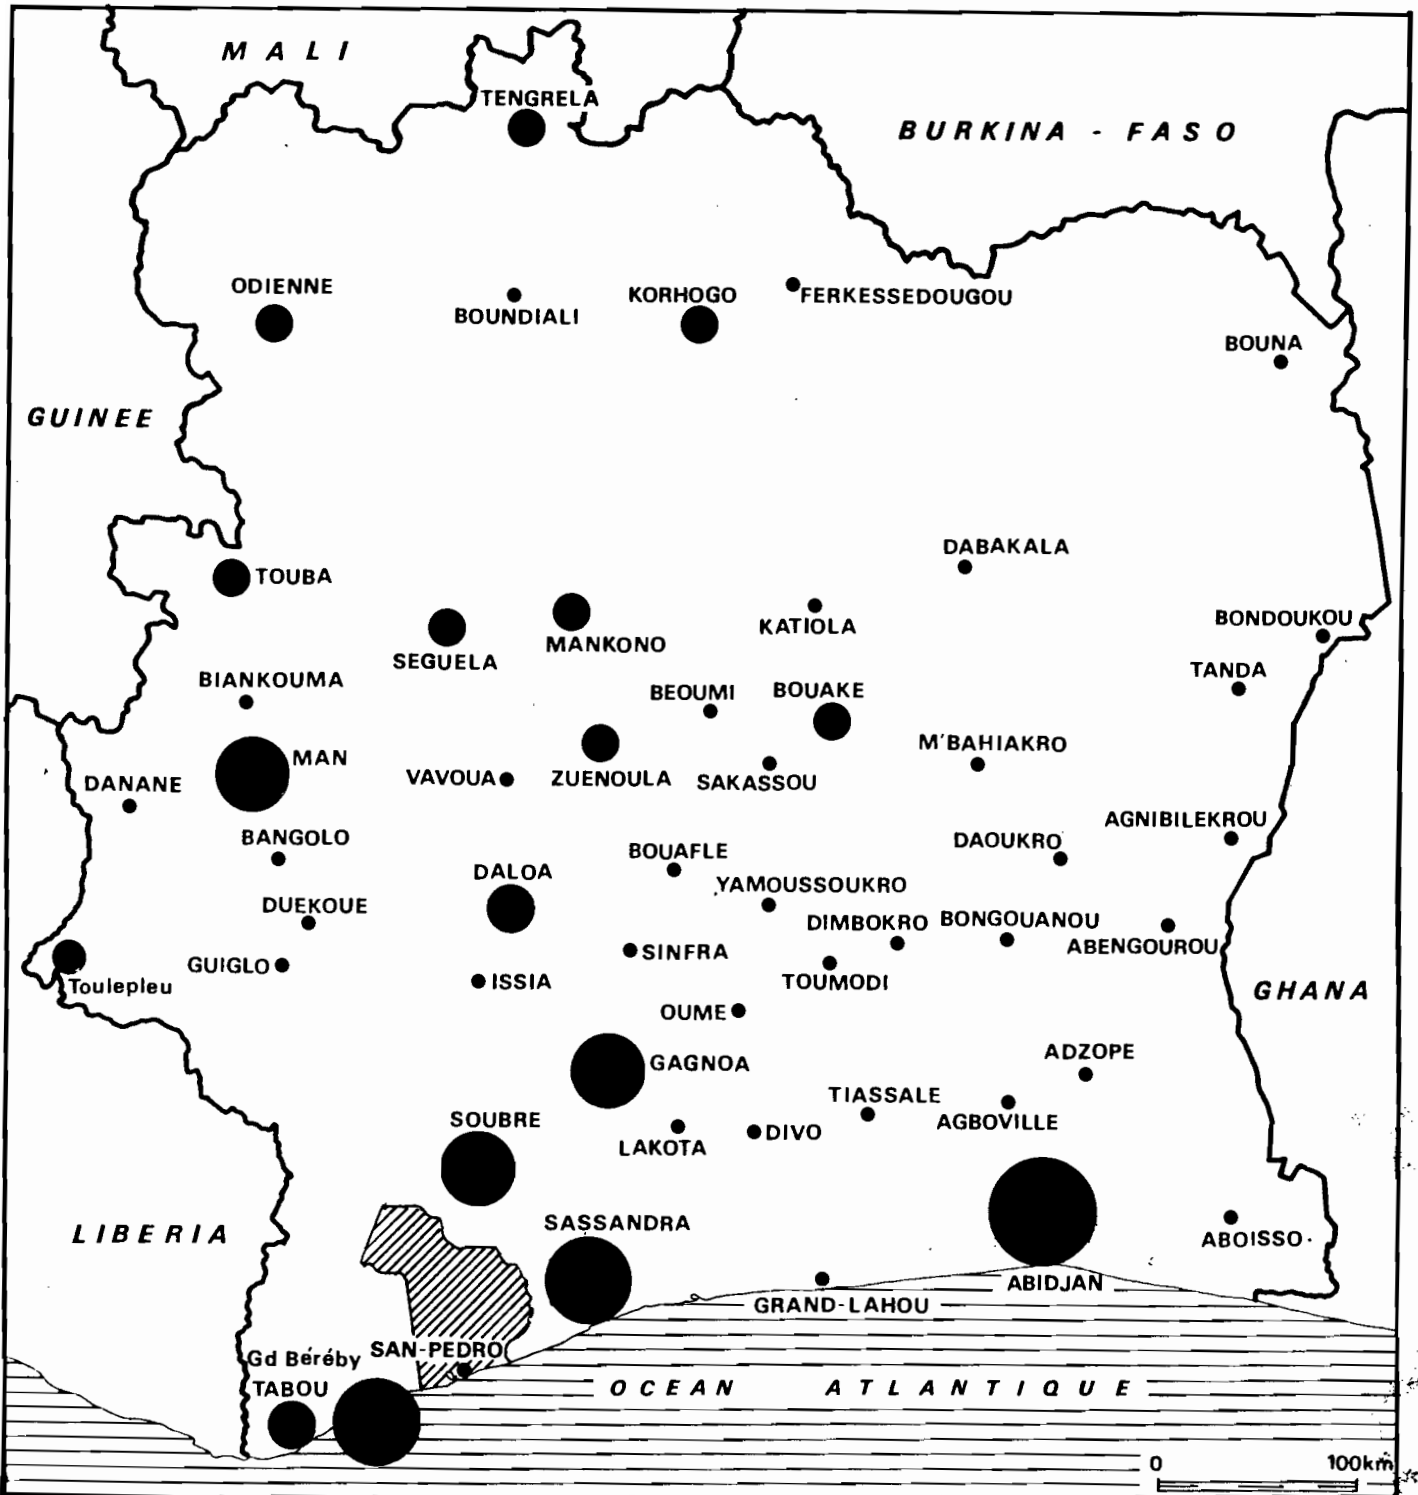 MALI
TENGRELA
BURKINA - FASO
ODIENNE
BOUNDIALI
KORHOGO
FERKESSEDOUGOU
BOUNA
GUINEE
TOUBA
DABAKALA
SEGUELA
MANKONO
KATIOLA
BONDOUKOU
TANDA
BIANKOUMA
BEOUMI
BOUAKE
MAN
M'BAHIAKRO
DANANE
VAVOUA
ZUENOULA
SAKASSOU
AGNIBILEKROU
BANGOLO
BOUAFLE
DAOUKRO
DALOA
YAMOUSSOUKRO
DUEKOUE
DIMBOKRO
BONGOUANOU
ABENGOUROU
GUIGLO
SINFRA
Toulepleu
ISSIA
TOUMODI
GHANA
OUME
GAGNOA
ADZOPE
SOUBRE
TIASSALE
AGBOVILLE
LAKOTA
DIVO
LIBERIA
SASSANDRA
ABOISSO
ABIDJAN
GRAND-LAHOU
SAN-PEDRO
Gd Béréby
TABOU
OCEAN ATLANTIQUE
0 100km